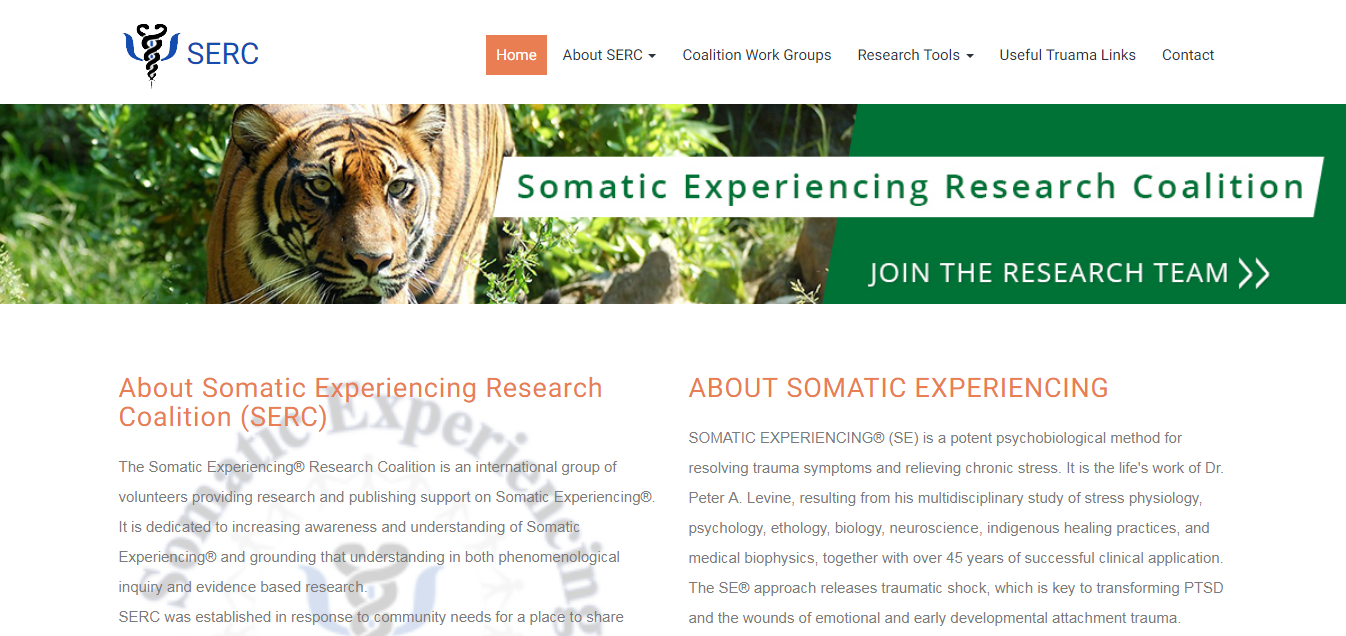 SERC
Home
About SERC
Coalition Work Groups
Research Tools
Useful Truama Links
Contact
Somatic Experiencing Research Coalition
JOIN THE RESEARCH TEAM
About Somatic Experiencing Research
Coalition (SERC)
The Somatic Experiencing® Research Coalition is an international group of
volunteers providing research and publishing support on Somatic Experiencing®.
It is dedicated to increasing awareness and understanding of Somatic
Experiencing® and grounding that understanding in both phenomenological
inquiry and evidence based research.
SERC was established in response to community needs for a place to share
Somatic Experiencing
ABOUT SOMATIC EXPERIENCING
SOMATIC EXPERIENCING® (SE) is a potent psychobiological method for
resolving trauma symptoms and relieving chronic stress. It is the life's work of Dr.
Peter A. Levine, resulting from his multidisciplinary study of stress physiology,
psychology, ethology, biology, neuroscience, indigenous healing practices, and
medical biophysics, together with over 45 years of successful clinical application.
The SE® approach releases traumatic shock, which is key to transforming PTSD
and the wounds of emotional and early developmental attachment trauma.